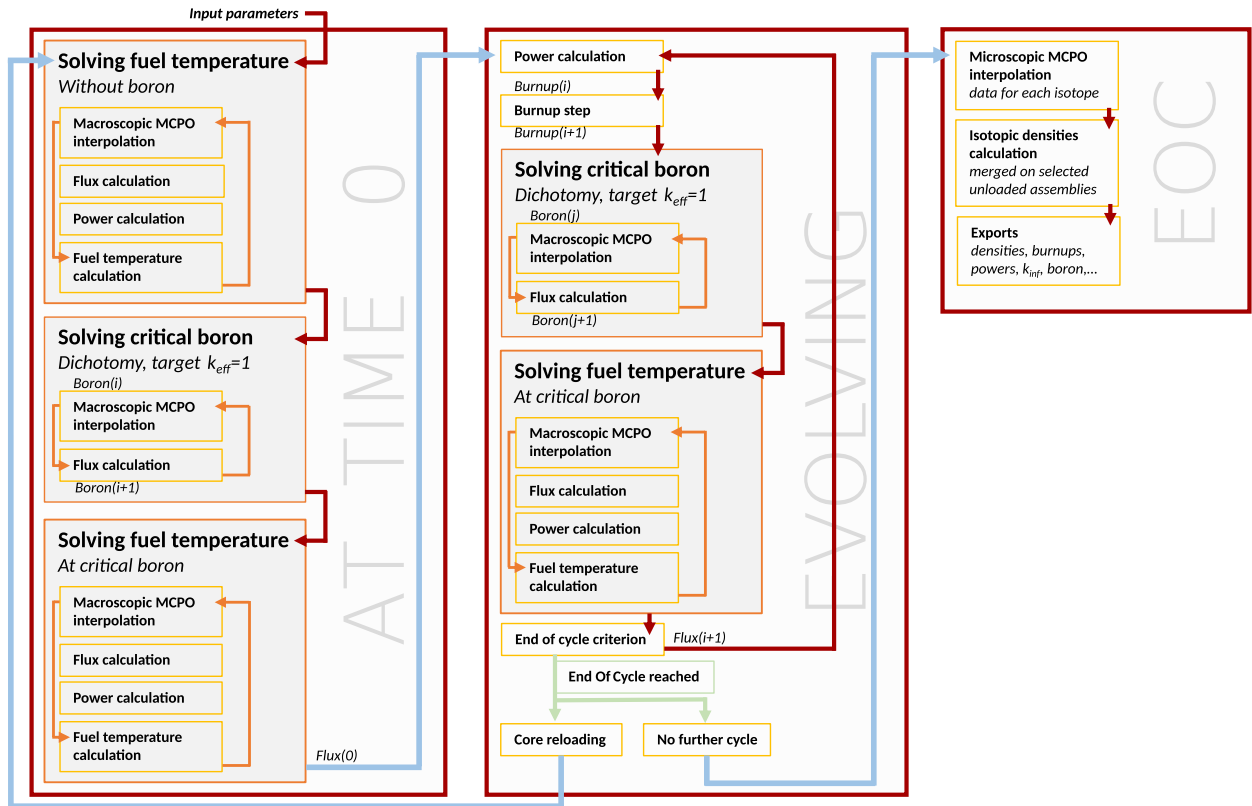 Input parameters
Solving fuel temperature
Without boron
Macroscopic MCPO
interpolation
Flux calculation
Power calculation
Fuel temperature
calculation
Solving critical boron
Dichotomy, target keff=1
Boron(i)
Macroscopic MCPO
interpolation
Flux calculation
Boron(i+1)
Solving fuel temperature
At critical boron
Macroscopic MCPO
interpolation
Flux calculation
Power calculation
Fuel temperature
calculation
Flux(0)
AT TIME 0
Power calculation
Burnup(i)
Burnup step
Burnup(i+1)
Solving critical boron
Dichotomy, target keff=1
Boron(j)
Macroscopic MCPO
interpolation
Flux calculation
Boron(j+1)
Solving fuel temperature
At critical boron
Macroscopic MCPO
interpolation
Flux calculation
Power calculation
Fuel temperature
calculation
End of cycle criterion
Flux(i+1)
End Of Cycle reached
Core reloading
No further cycle
EVOLVING
Microscopic MCPO
interpolation
data for each isotope
Isotopic densities
calculation
merged on selected
unloaded assemblies
Exports
densities, burnups,
powers, kinf, boron,...
EOC